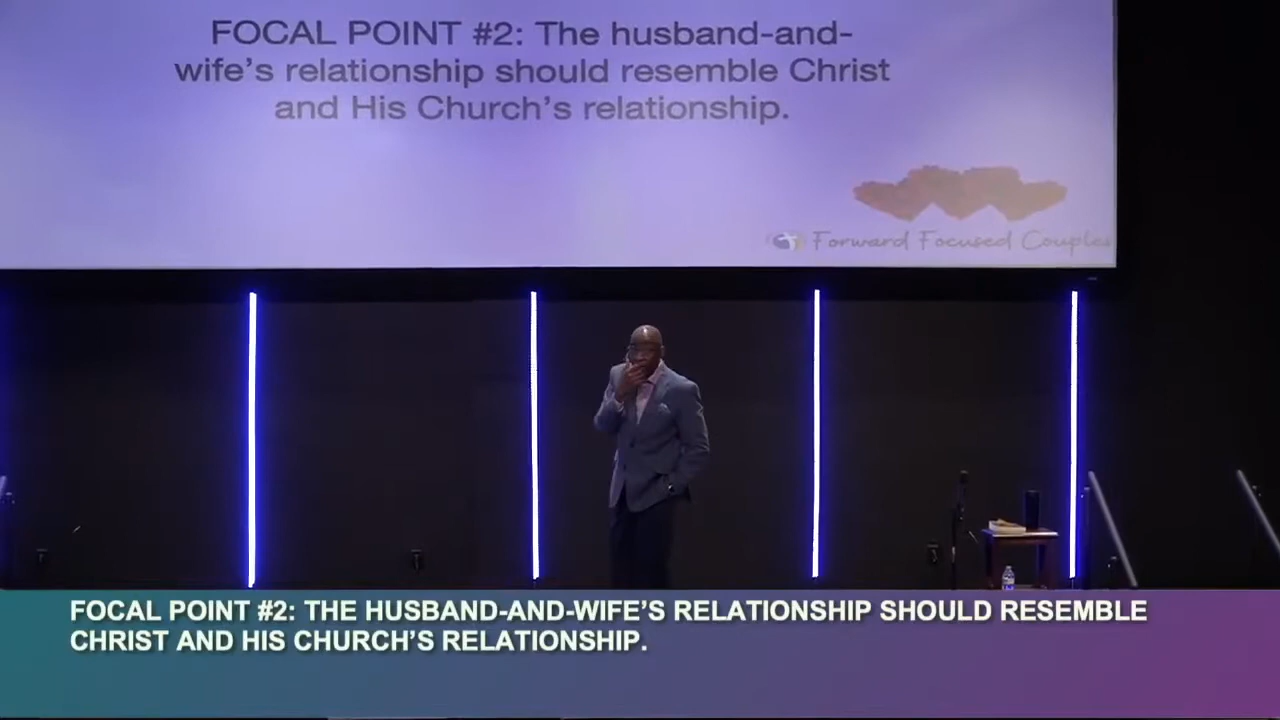 FOCAL POINT #2: The husband-and-
wife's relationship should resemble Christ
and His Church's relationship.
Forward Focused Couples
FOCAL POINT #2: THE HUSBAND-AND-WIFE'S RELATIONSHIP SHOULD RESEMBLE
CHRIST AND HIS CHURCH'S RELATIONSHIP.